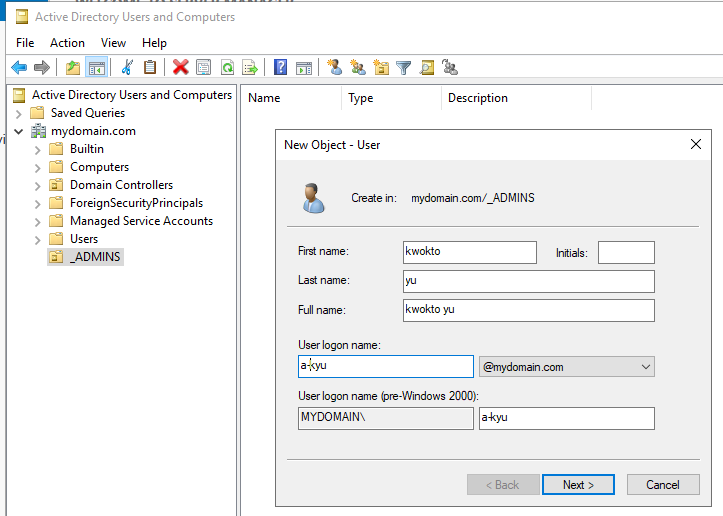 Active Directory Users and Computers
File Action View Help
Active Directory Users and Computers
Saved Queries
mydomain.com
Builtin
Computers
Domain Controllers
ForeignSecurityPrincipals
Managed Service Accounts
Users
_ADMINS
Name Type Description
New Object - User
Create in: mydomain.com/_ADMINS
First name: kwokto Initials:
Last name: yu
Full name: kwokto yu
User logon name:
a-kyu @mydomain.com
User logon name (pre-Windows 2000):
MYDOMAIN\ a-kyu
< Back Next > Cancel